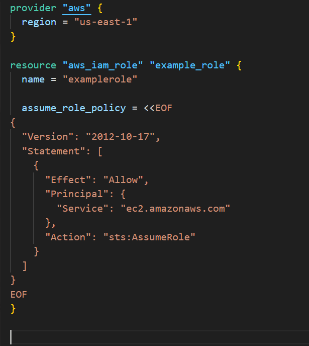 provider "aws" {
  region = "us-east-1"
}

resource "aws_iam_role" "example_role" {
  name = "examplerole"

  assume_role_policy = <<EOF
{
  "Version": "2012-10-17",
  "Statement": [
    {
      "Effect": "Allow",
      "Principal": {
        "Service": "ec2.amazonaws.com"
      },
      "Action": "sts:AssumeRole"
    }
  ]
}
EOF
}